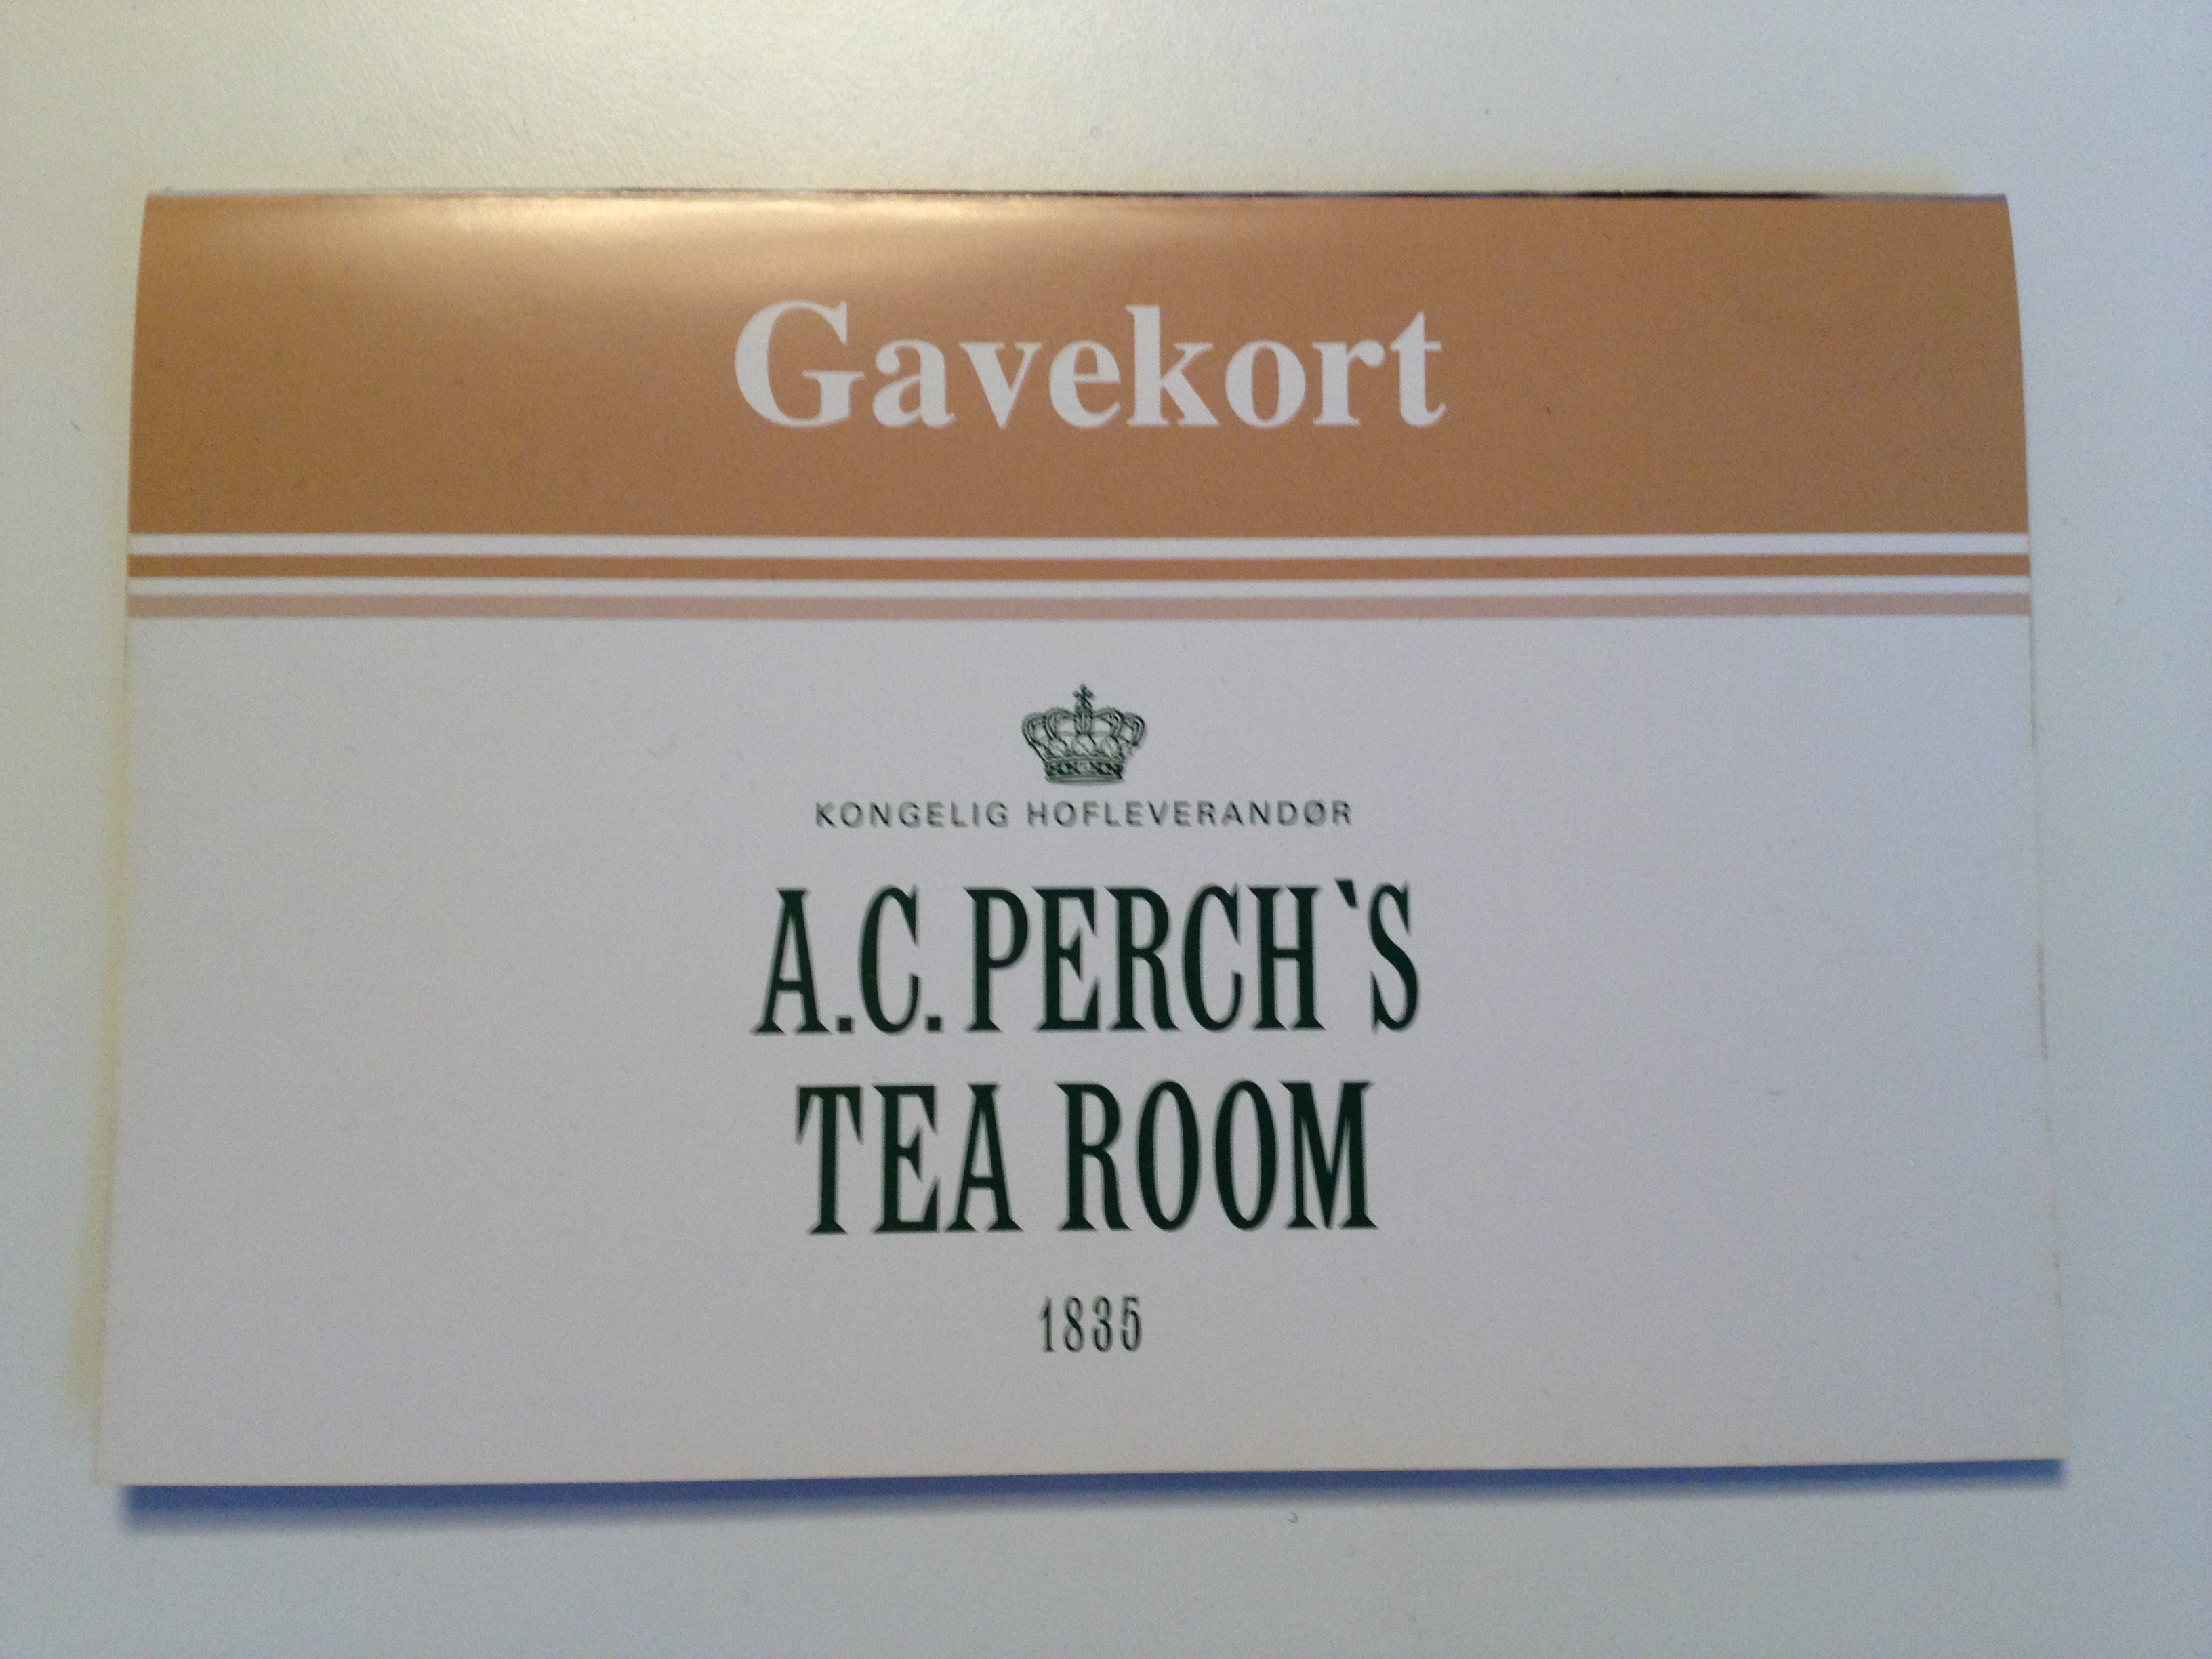 Gavekort
KONGELIG HOFLEVERANDØR
A.C. PERCH`S
TEA ROOM
1835